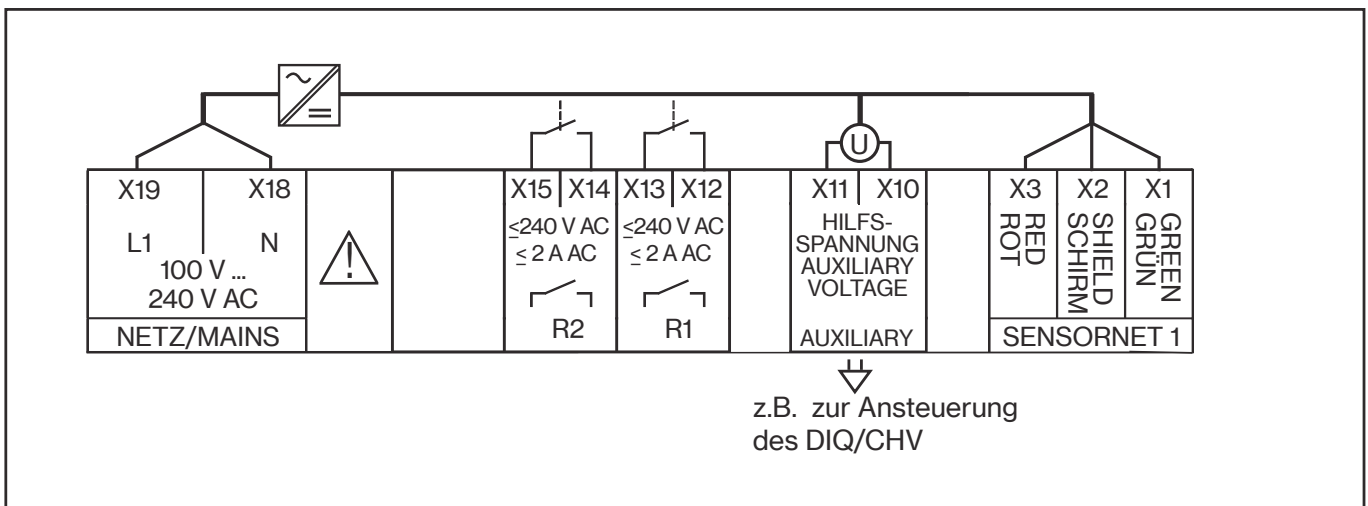 U
X19 X18
L1 N
100 V ...
240 V AC
NETZ/MAINS
X15 X14
≤240 V AC
≤ 2 A AC
R2
X13 X12
≤240 V AC
≤ 2 A AC
R1
X11 X10
HILFS-
SPANNUNG
AUXILIARY
VOLTAGE
AUXILIARY
X3 X2 X1
RED
ROT
SHIELD
SCHIRM
GREEN
GRÜN
SENSORNET 1
z.B. zur Ansteuerung
des DIQ/CHV